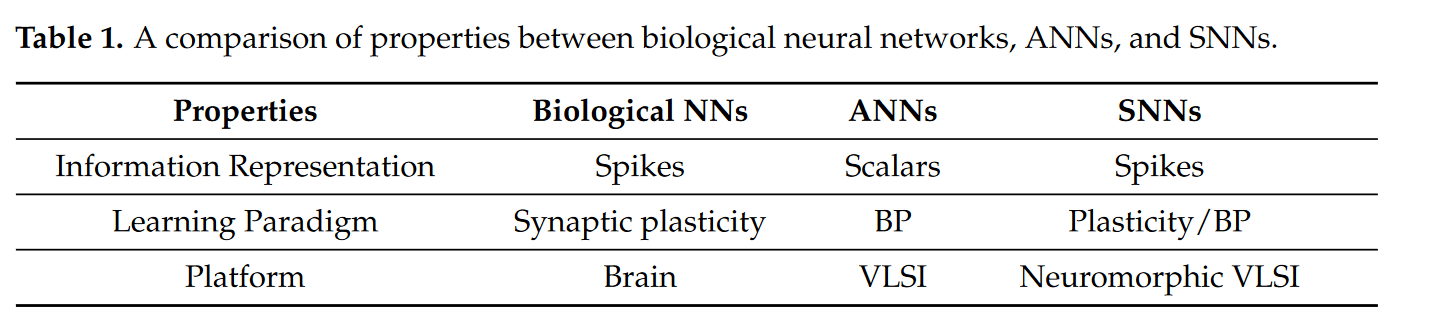 Table 1. A comparison of properties between biological neural networks, ANNs, and SNNs.
Properties Biological NNs ANNs SNNs
Information Representation Spikes Scalars Spikes
Learning Paradigm Synaptic plasticity BP Plasticity/BP
Platform Brain VLSI Neuromorphic VLSI